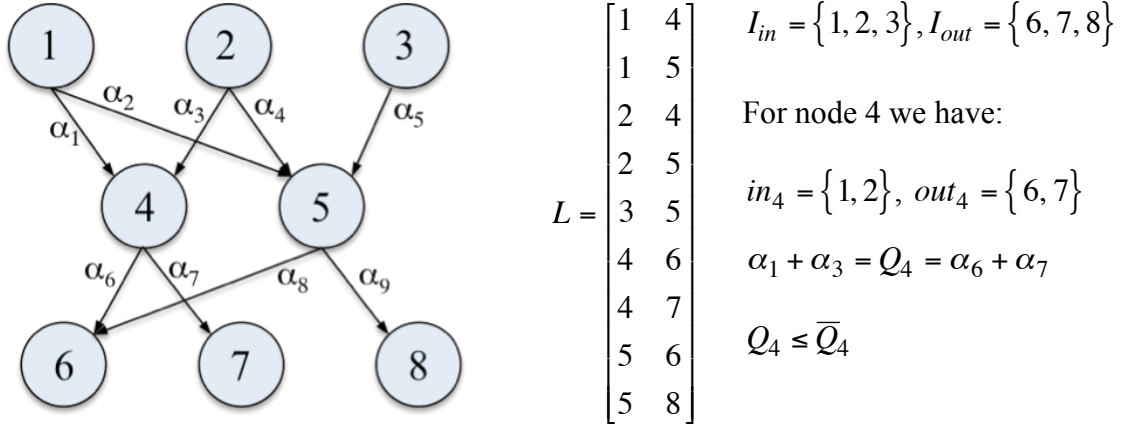 1 2 3
α₁ α₂ α₃ α₄ α₅
4 5
α₆ α₇ α₈ α₉
6 7 8
L =
1 4
1 5
2 4
2 5
3 5
4 6
4 7
5 6
5 8
I_in = {1, 2, 3}, I_out = {6, 7, 8}
For node 4 we have:
in₄ = {1, 2}, out₄ = {6, 7}
α₁ + α₃ = Q₄ = α₆ + α₇
Q₄ ≤ Q̅₄